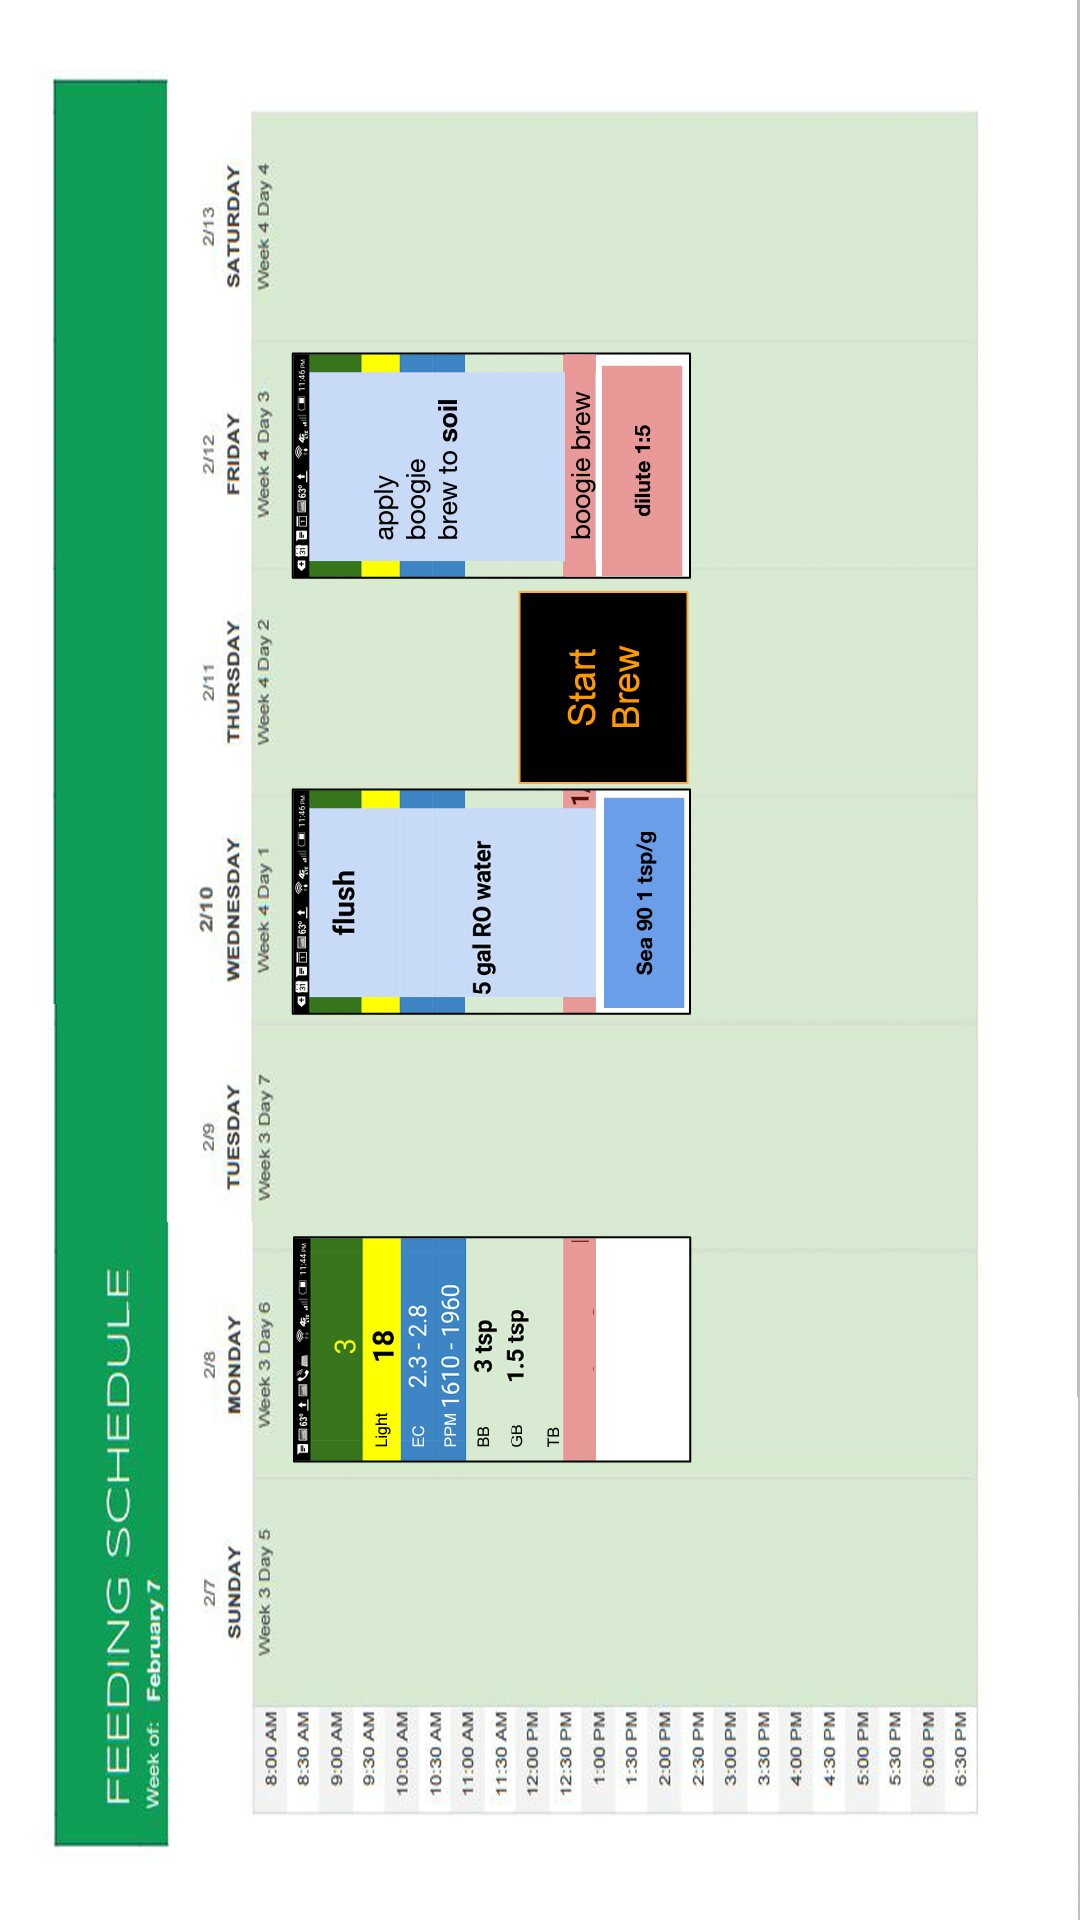 FEEDING SCHEDULE
Week of: February 7
2/7
SUNDAY
Week 3 Day 5
2/8
MONDAY
Week 3 Day 6
2/9
TUESDAY
Week 3 Day 7
2/10
WEDNESDAY
Week 4 Day 1
2/11
THURSDAY
Week 4 Day 2
2/12
FRIDAY
Week 4 Day 3
2/13
SATURDAY
Week 4 Day 4
8:00 AM
8:30 AM
9:00 AM
9:30 AM
10:00 AM
10:30 AM
11:00 AM
11:30 AM
12:00 PM
12:30 PM
1:00 PM
1:30 PM
2:00 PM
2:30 PM
3:00 PM
3:30 PM
4:00 PM
4:30 PM
5:00 PM
5:30 PM
6:00 PM
6:30 PM
63° 4G 11:44 PM
3
Light 18
EC 2.3 - 2.8
PPM 1610 - 1960
BB 3 tsp
GB 1.5 tsp
TB
31 63° 4G 11:46 PM
flush
5 gal RO water
Sea 90 1 tsp/g
Start
Brew
31 63° 4G 11:46 PM
apply
boogie
brew to soil
boogie brew
dilute 1:5